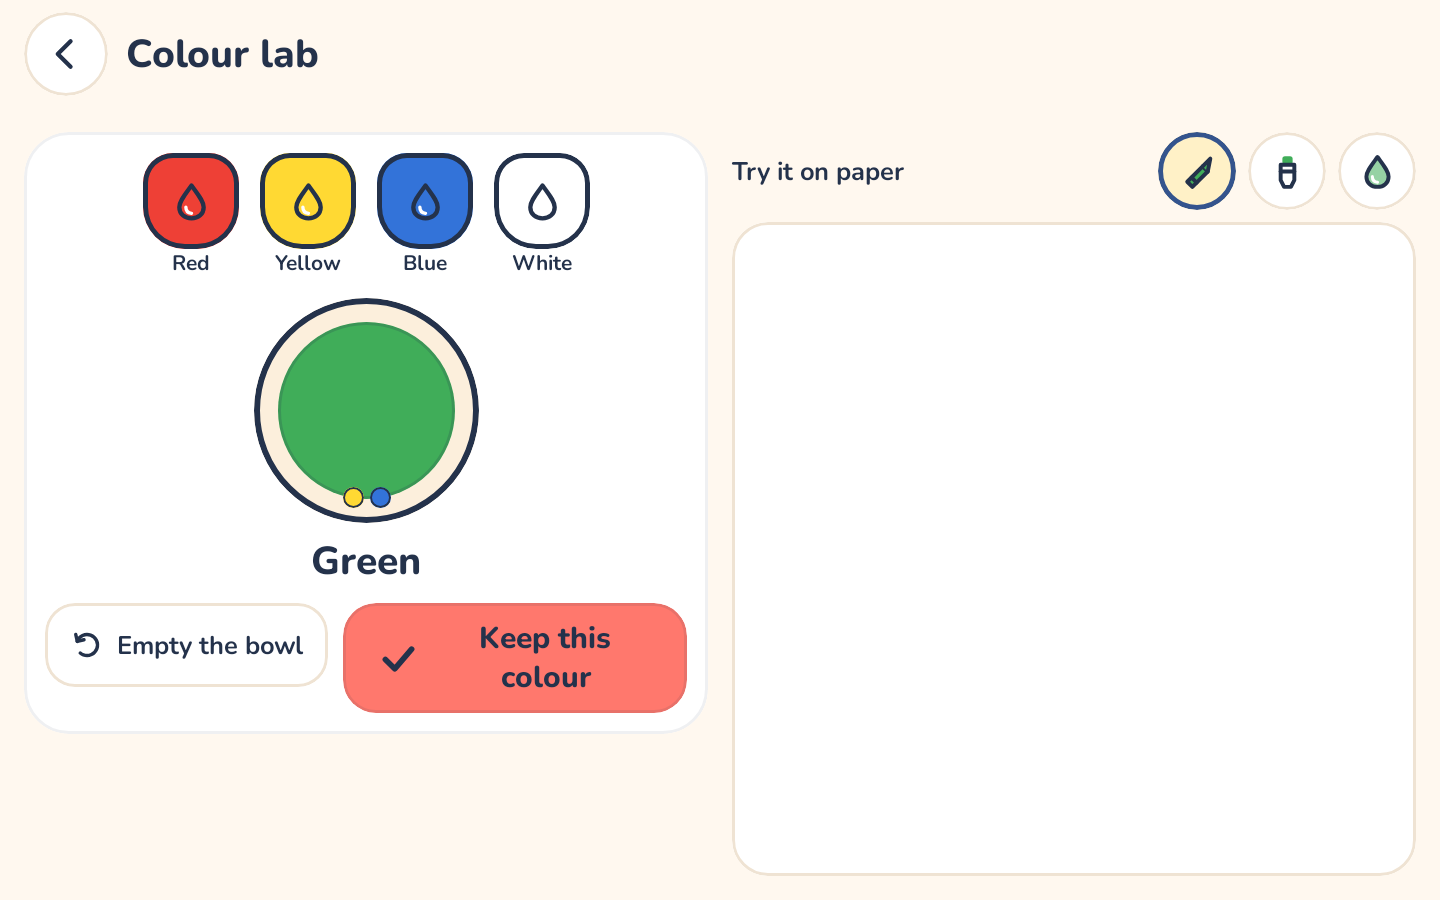 Colour lab
Red
Yellow
Blue
White
Green
Empty the bowl
Keep this
colour
Try it on paper